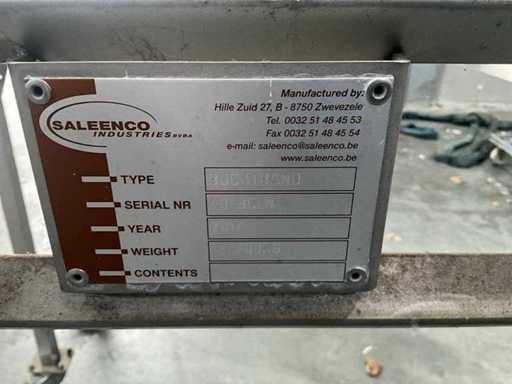 SALEENCO
INDUSTRIES BVBA
Manufactured by:
Hille Zuid 27, B - 8750 Zwevezele
Tel. 0032 51 48 45 53
Fax 0032 51 48 45 54
e-mail: saleenco@saleenco.be
www.saleenco.be
TYPE
SERIAL NR
YEAR
WEIGHT
CONTENTS